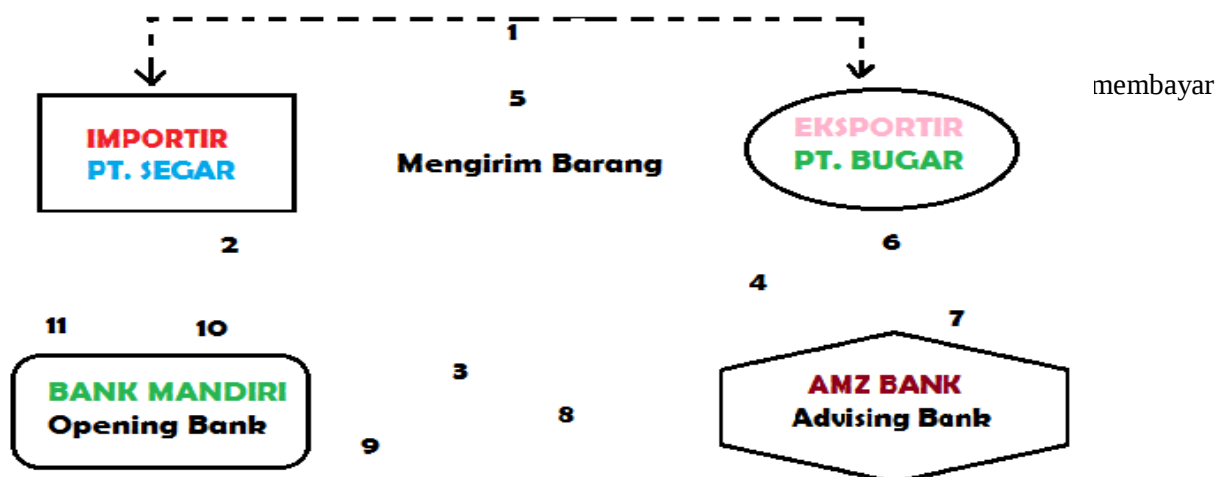 1
5
membayar
IMPORTIR
PT. SEGAR
Mengirim Barang
EKSPORTIR
PT. BUGAR
2
6
4
11
10
7
BANK MANDIRI
Opening Bank
3
8
9
AMZ BANK
Advising Bank